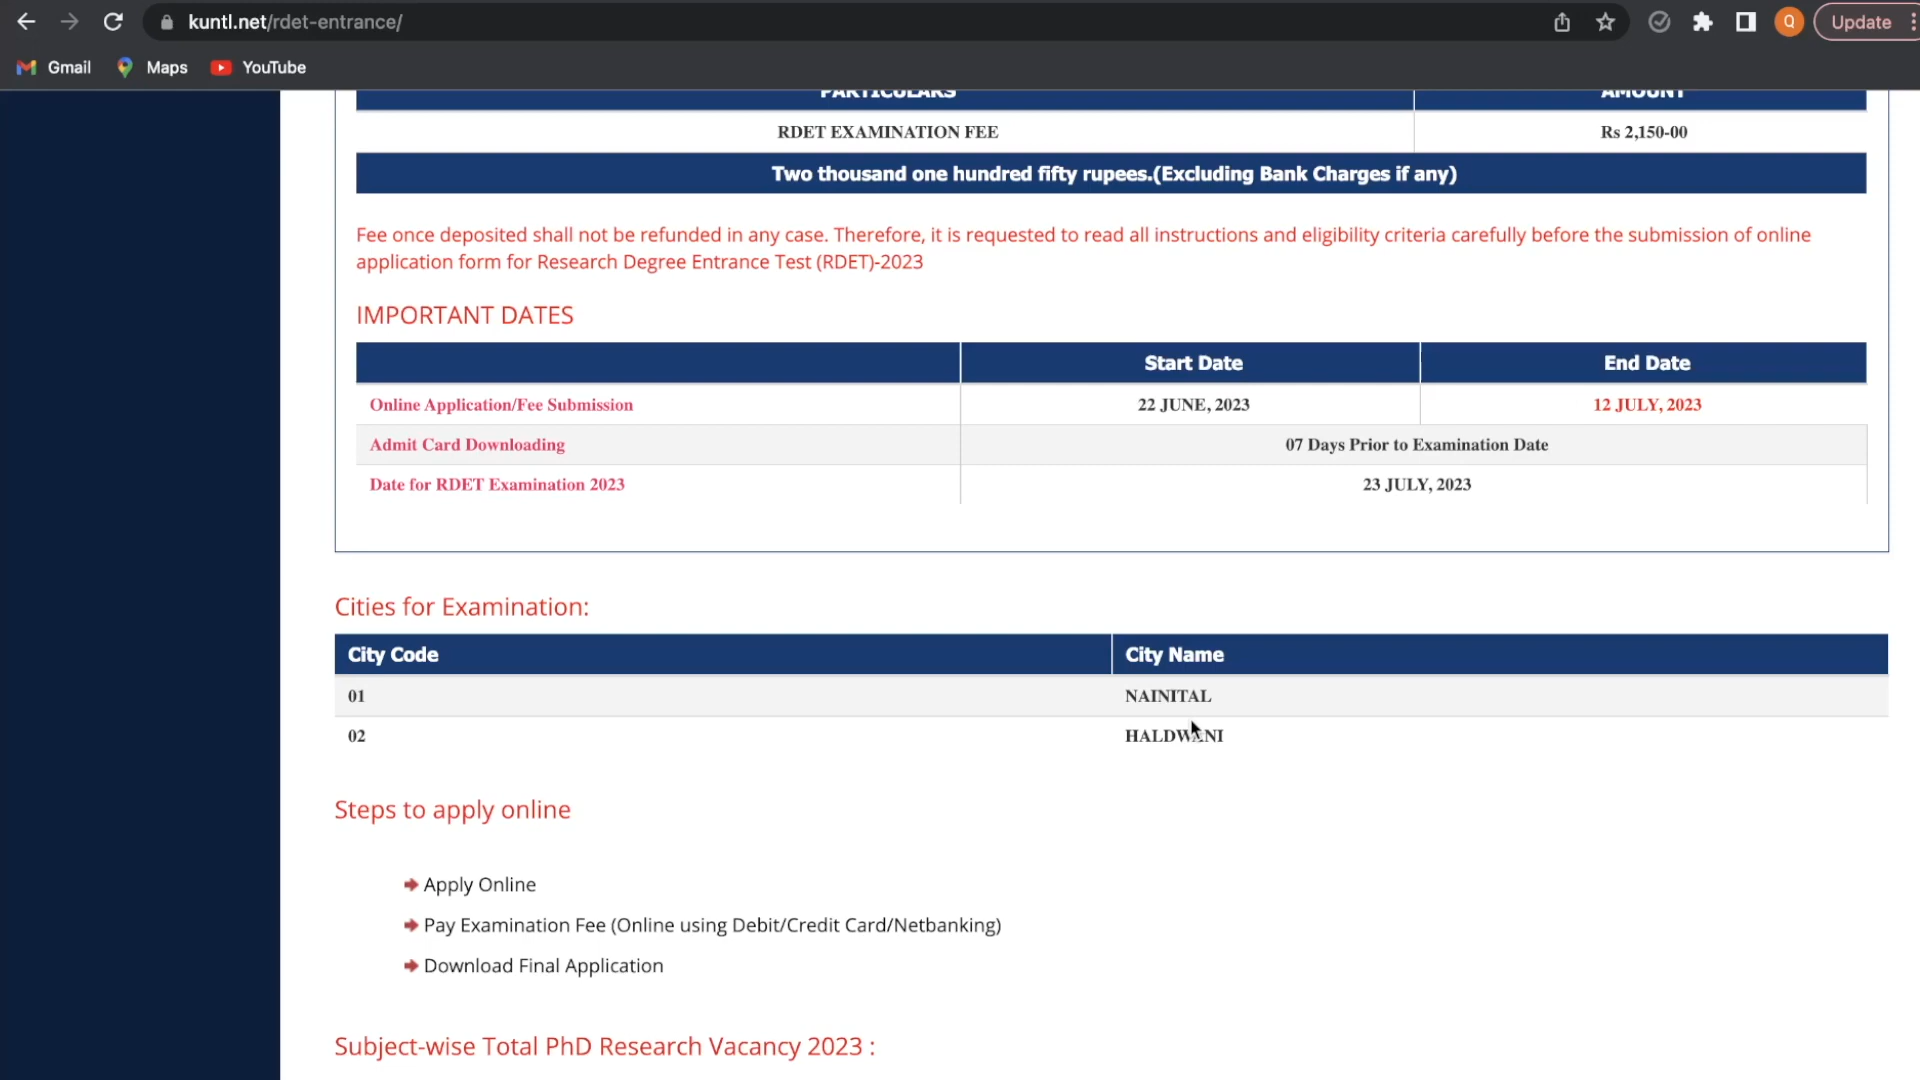 kuntl.net/rdet-entrance/
Q
Update
Gmail
Maps
YouTube
PARTICULARS AMOUNT
RDET EXAMINATION FEE Rs 2,150-00
Two thousand one hundred fifty rupees.(Excluding Bank Charges if any)
Fee once deposited shall not be refunded in any case. Therefore, it is requested to read all instructions and eligibility criteria carefully before the submission of online
application form for Research Degree Entrance Test (RDET)-2023
IMPORTANT DATES
Start Date End Date
Online Application/Fee Submission 22 JUNE, 2023 12 JULY, 2023
Admit Card Downloading 07 Days Prior to Examination Date
Date for RDET Examination 2023 23 JULY, 2023
Cities for Examination:
City Code City Name
01 NAINITAL
02 HALDWANI
Steps to apply online
Apply Online
Pay Examination Fee (Online using Debit/Credit Card/Netbanking)
Download Final Application
Subject-wise Total PhD Research Vacancy 2023 :